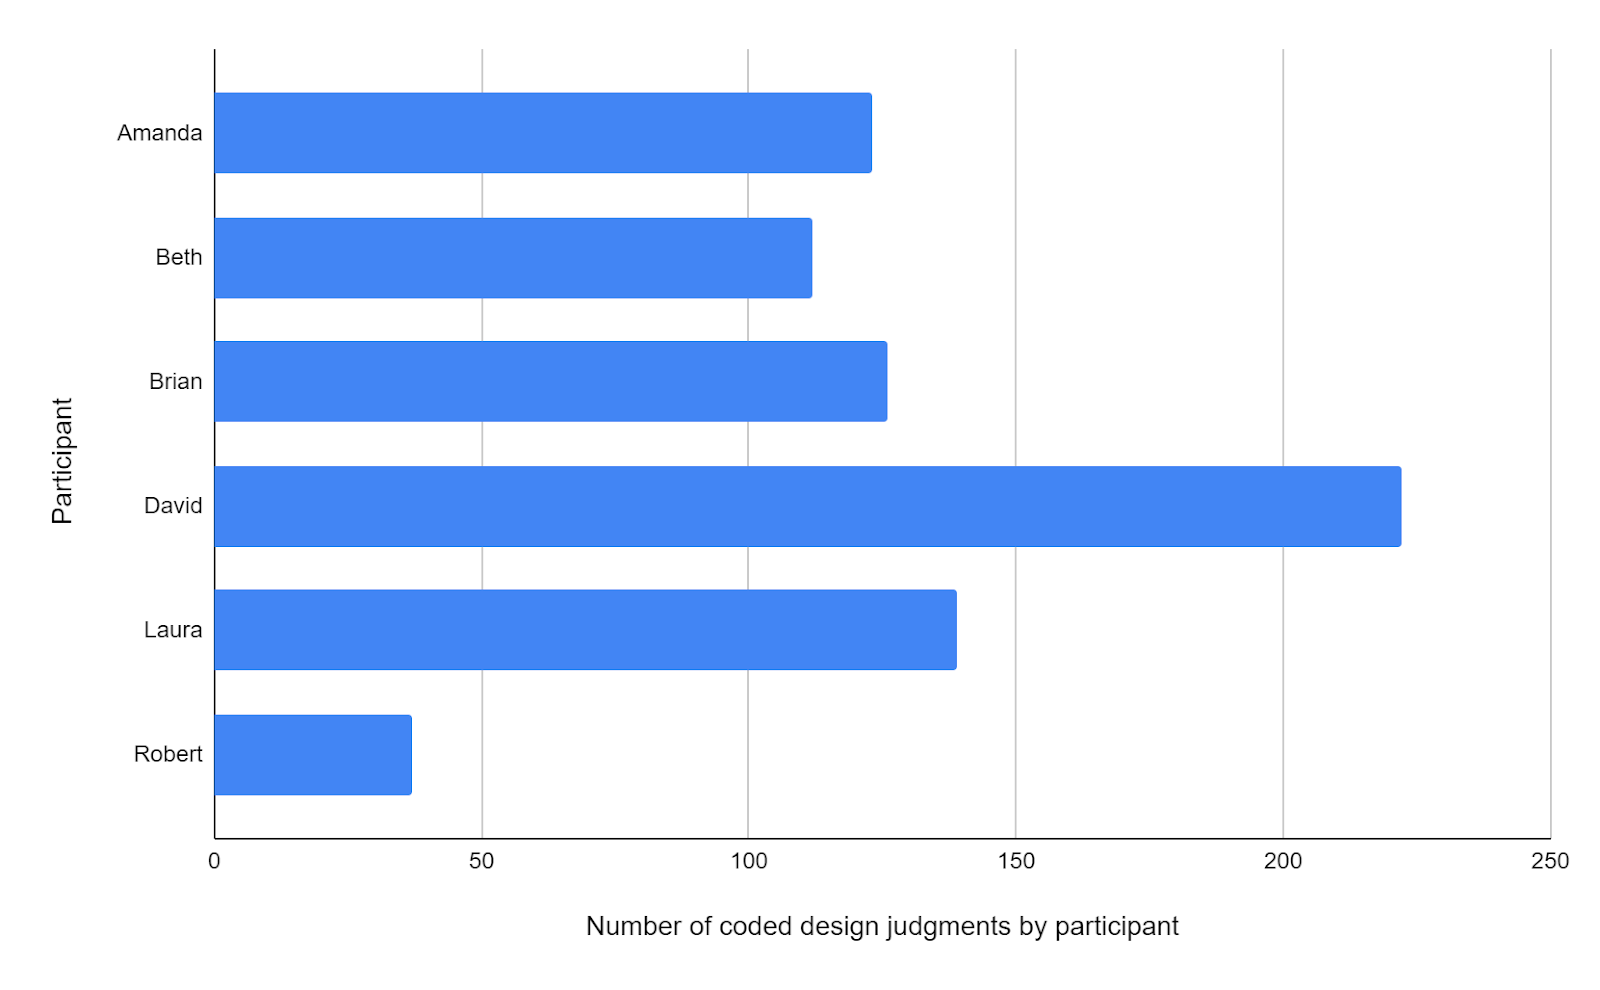 Participant
Amanda
Beth
Brian
David
Laura
Robert
0 50 100 150 200 250
Number of coded design judgments by participant